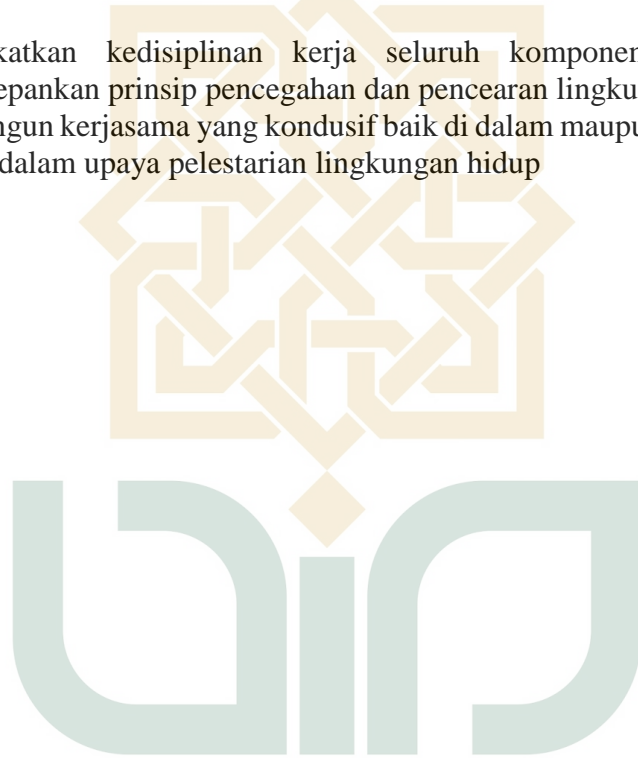 katkan kedisiplinan kerja seluruh komponen
epankan prinsip pencegahan dan pencearan lingku
ngun kerjasama yang kondusif baik di dalam maupu
dalam upaya pelestarian lingkungan hidup